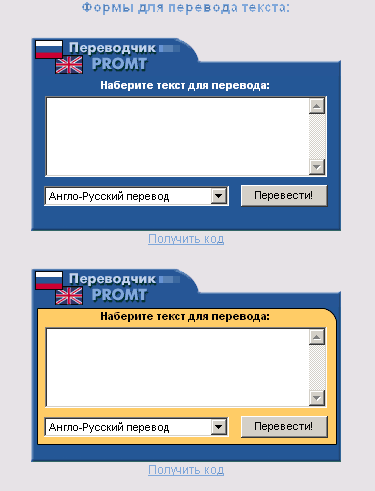 Формы для перевода текста:
Переводчик
PROMT
Наберите текст для перевода:
Англо-Русский перевод
Перевести!
Получить код
Переводчик
PROMT
Наберите текст для перевода:
Англо-Русский перевод
Перевести!
Получить код